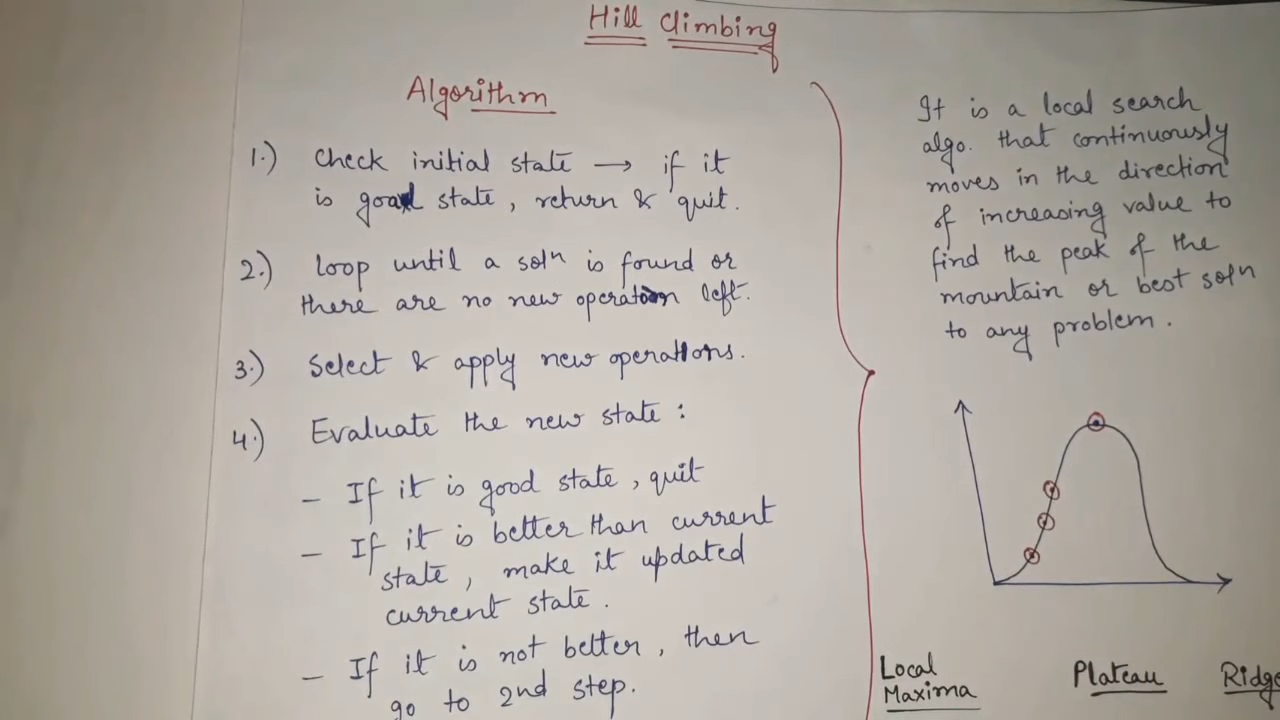 Hill Climbing
Algorithm
1.) Check initial state → if it
is goal state, return & quit.
2.) Loop until a solⁿ is found or
there are no new operation left.
3.) Select & apply new operations.
4.) Evaluate the new state :
- If it is good state, quit
- If it is better than current
state, make it updated
current state.
- If it is not better, then
go to 2nd step.
It is a local search
algo. that continuously
moves in the direction
of increasing value to
find the peak of the
mountain or best solⁿ
to any problem.
Local
Maxima
Plateau
Ridge